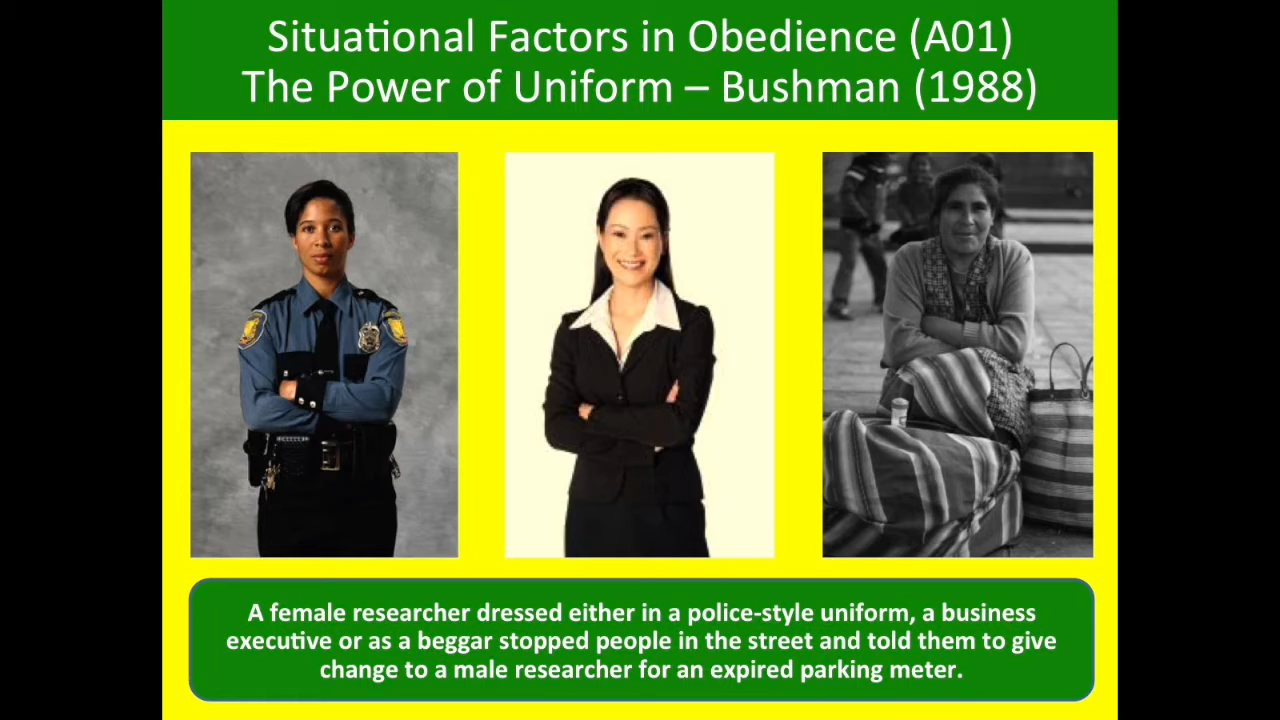 Situational Factors in Obedience (A01)
The Power of Uniform – Bushman (1988)
A female researcher dressed either in a police-style uniform, a business
executive or as a beggar stopped people in the street and told them to give
change to a male researcher for an expired parking meter.